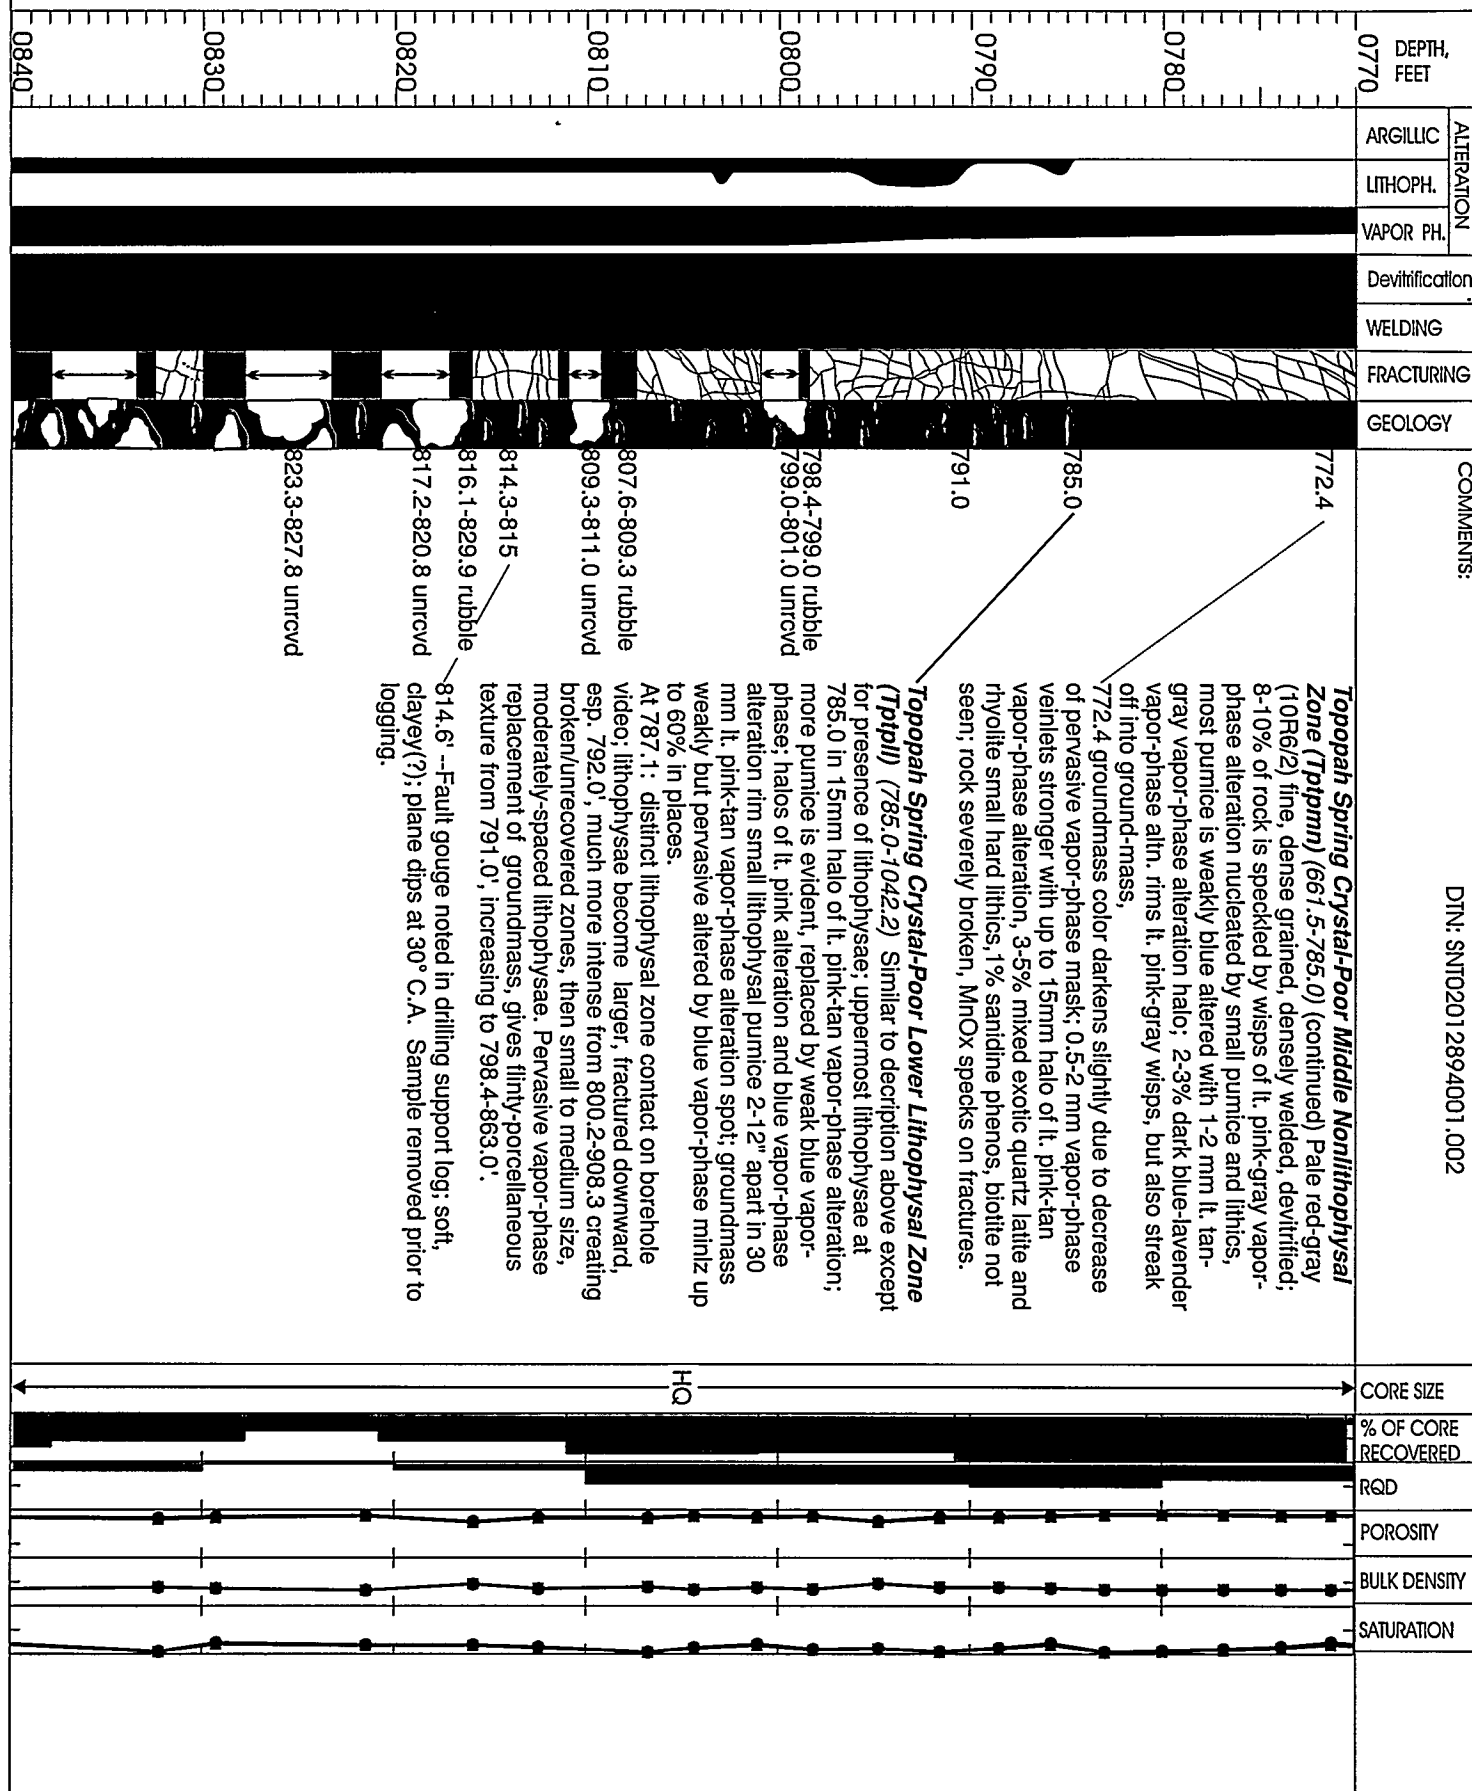 DTN: SNT02012894001.002
DEPTH,
FEET
ALTERATION
ARGILLIC
LITHOPH.
VAPOR PH.
Devitrification
WELDING
FRACTURING
GEOLOGY
COMMENTS:
CORE SIZE
% OF CORE
RECOVERED
RQD
POROSITY
BULK DENSITY
SATURATION
0770
0780
0790
0800
0810
0820
0830
0840
772.4
785.0
791.0
798.4-799.0 rubble
799.0-801.0 unrcvd
807.6-809.3 rubble
809.3-811.0 unrcvd
814.3-815
816.1-829.9 rubble
817.2-820.8 unrcvd
823.3-827.8 unrcvd
Topopah Spring Crystal-Poor Middle Nonlithophysal
Zone (Tptpmn) (661.5-785.0) (continued) Pale red-gray
(10R6/2) fine, dense grained, densely welded, devitrified;
8-10% of rock is speckled by wisps of lt. pink-gray vapor-
phase alteration nucleated by small pumice and lithics,
most pumice is weakly blue altered with 1-2 mm lt. tan-
gray vapor-phase alteration halo; 2-3% dark blue-lavender
vapor-phase altn. rims lt. pink-gray wisps, but also streak
off into ground-mass,
772.4 groundmass color darkens slightly due to decrease
of pervasive vapor-phase mask; 0.5-2 mm vapor-phase
veinlets stronger with up to 15mm halo of lt. pink-tan
vapor-phase alteration, 3-5% mixed exotic quartz latite and
rhyolite small hard lithics,1% sanidine phenos, biotite not
seen; rock severely broken, MnOx specks on fractures.
Topopah Spring Crystal-Poor Lower Lithophysal Zone
(Tptpll) (785.0-1042.2) Similar to decription above except
for presence of lithophysae; uppermost lithophysae at
785.0 in 15mm halo of lt. pink-tan vapor-phase alteration;
more pumice is evident, replaced by weak blue vapor-
phase; halos of lt. pink alteration and blue vapor-phase
alteration rim small lithophysal pumice 2-12" apart in 30
mm lt. pink-tan vapor-phase alteration spot; groundmass
weakly but pervasive altered by blue vapor-phase minlz up
to 60% in places.
At 787.1: distinct lithophysal zone contact on borehole
video; lithophysae become larger, fractured downward,
esp. 792.0', much more intense from 800.2-908.3 creating
broken/unrecovered zones, then small to medium size,
moderately-spaced lithophysae. Pervasive vapor-phase
replacement of groundmass, gives flinty-porcellaneous
texture from 791.0', increasing to 798.4-863.0'.
814.6' --Fault gouge noted in drilling support log; soft,
clayey(?); plane dips at 30° C.A. Sample removed prior to
logging.
HQ